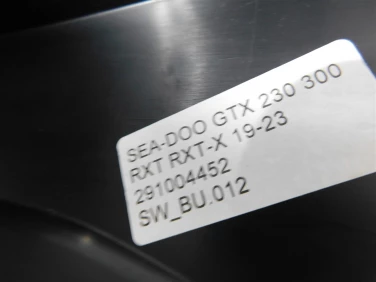 SEA-DOO GTX 230 300
RXT RXT-X 19-23
291004452
SW_BU.012